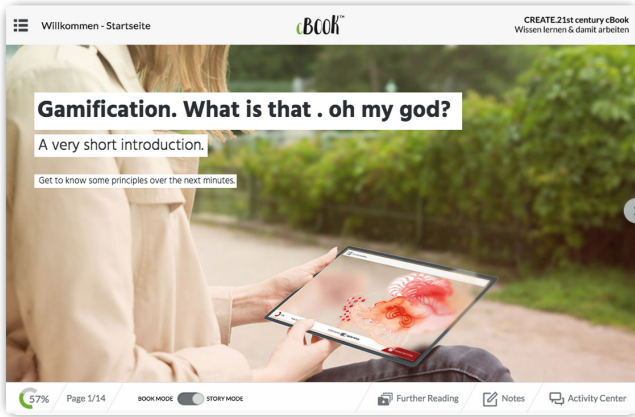 Willkommen - Startseite
cBOOK™
CREATE.21st century cBook
Wissen lernen & damit arbeiten
Gamification. What is that . oh my god?
A very short introduction.
Get to know some principles over the next minutes.
57%
Page 1/14
BOOK MODE
STORY MODE
Further Reading
Notes
Activity Center